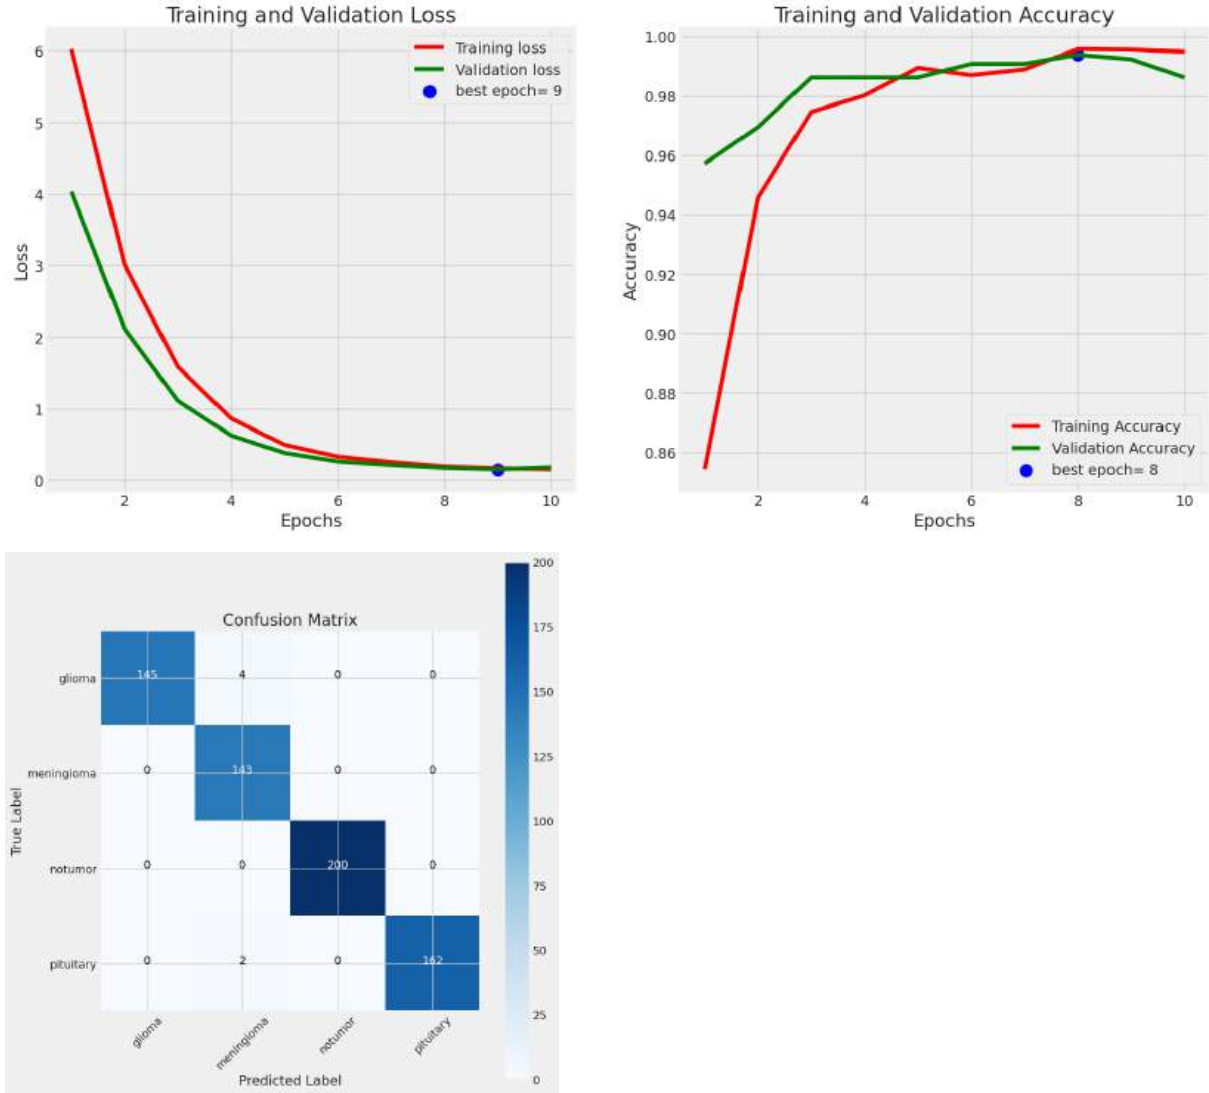 Training and Validation Loss
6
5
4
3
2
1
0
Loss
2 4 6 8 10
Epochs
Training loss
Validation loss
best epoch= 9
Training and Validation Accuracy
1.00
0.98
0.96
0.94
0.92
0.90
0.88
0.86
Accuracy
2 4 6 8 10
Epochs
Training Accuracy
Validation Accuracy
best epoch= 8
Confusion Matrix
True Label
glioma 145 4 0 0
meningioma 0 143 0 0
notumor 0 0 200 0
pituitary 0 2 0 162
glioma meningioma notumor pituitary
Predicted Label
200
175
150
125
100
75
50
25
0